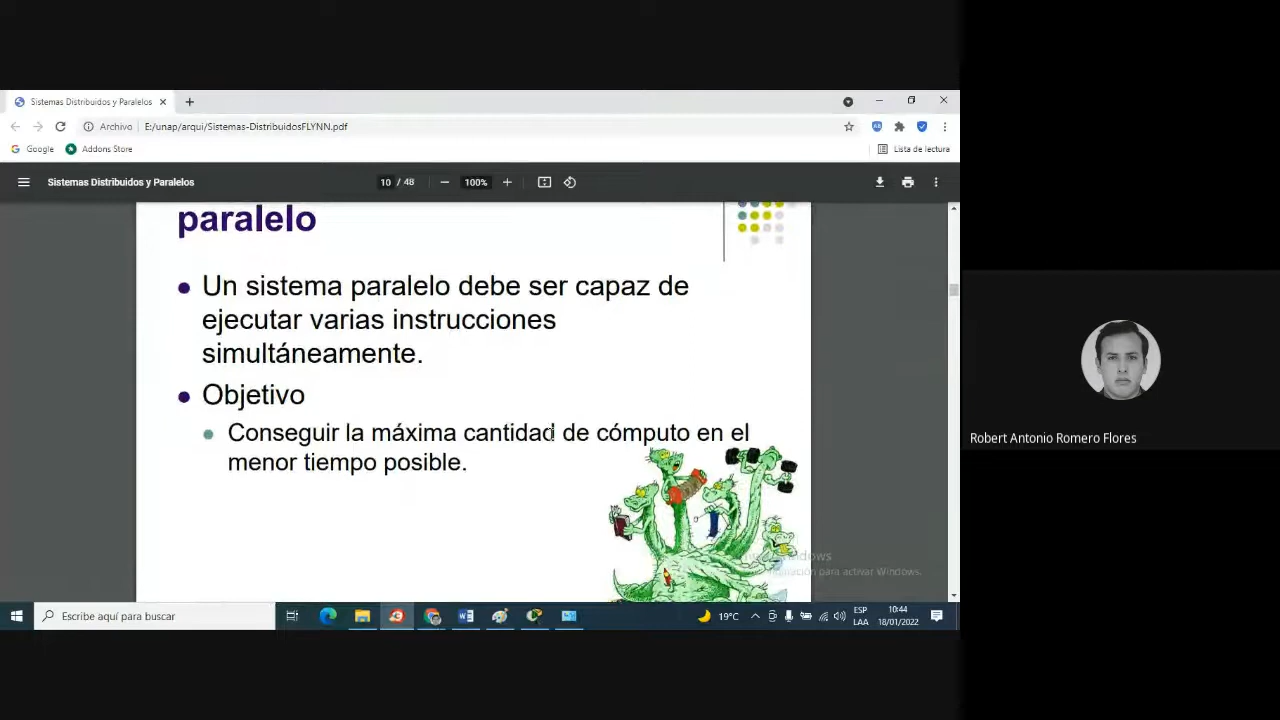 Sistemas Distribuidos y Paralelos
Archivo E:/unap/arqui/Sistemas-DistribuidosFLYNN.pdf
Google Addons Store Lista de lectura
Sistemas Distribuidos y Paralelos 10 / 48 100%
paralelo
Un sistema paralelo debe ser capaz de
ejecutar varias instrucciones
simultáneamente.
Objetivo
Conseguir la máxima cantidad de cómputo en el
menor tiempo posible.
para activar Windows.
Escribe aquí para buscar 19°C ESP 10:44
LAA 18/01/2022
Robert Antonio Romero Flores